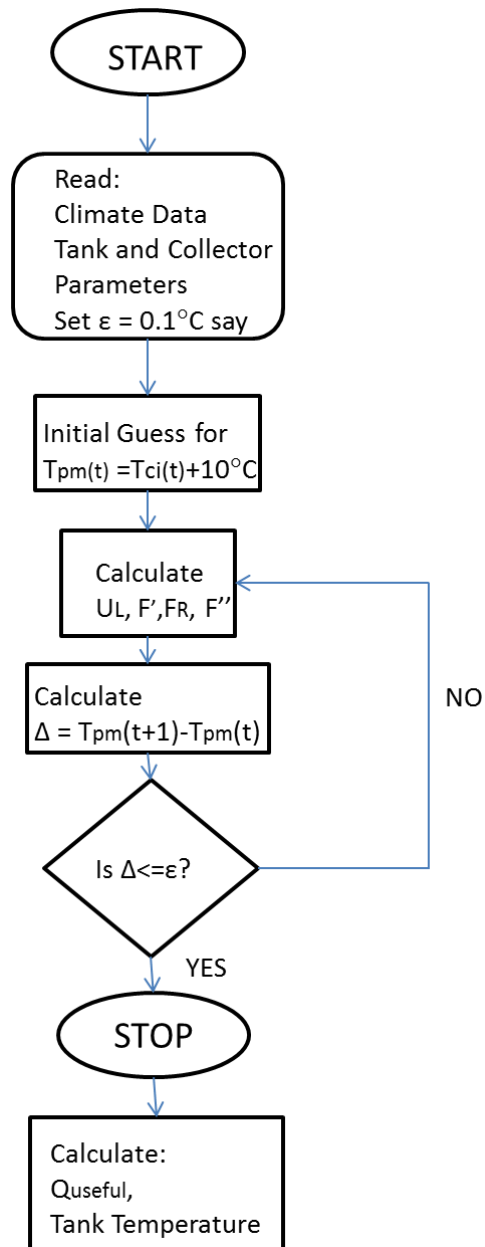 START
Read:
Climate Data
Tank and Collector
Parameters
Set ε = 0.1°C say
Initial Guess for
Tpm(t) =Tci(t)+10°C
Calculate
UL, F’,FR, F’’
Calculate
Δ = Tpm(t+1)-Tpm(t)
NO
Is Δ<=ε?
YES
STOP
Calculate:
Quseful,
Tank Temperature